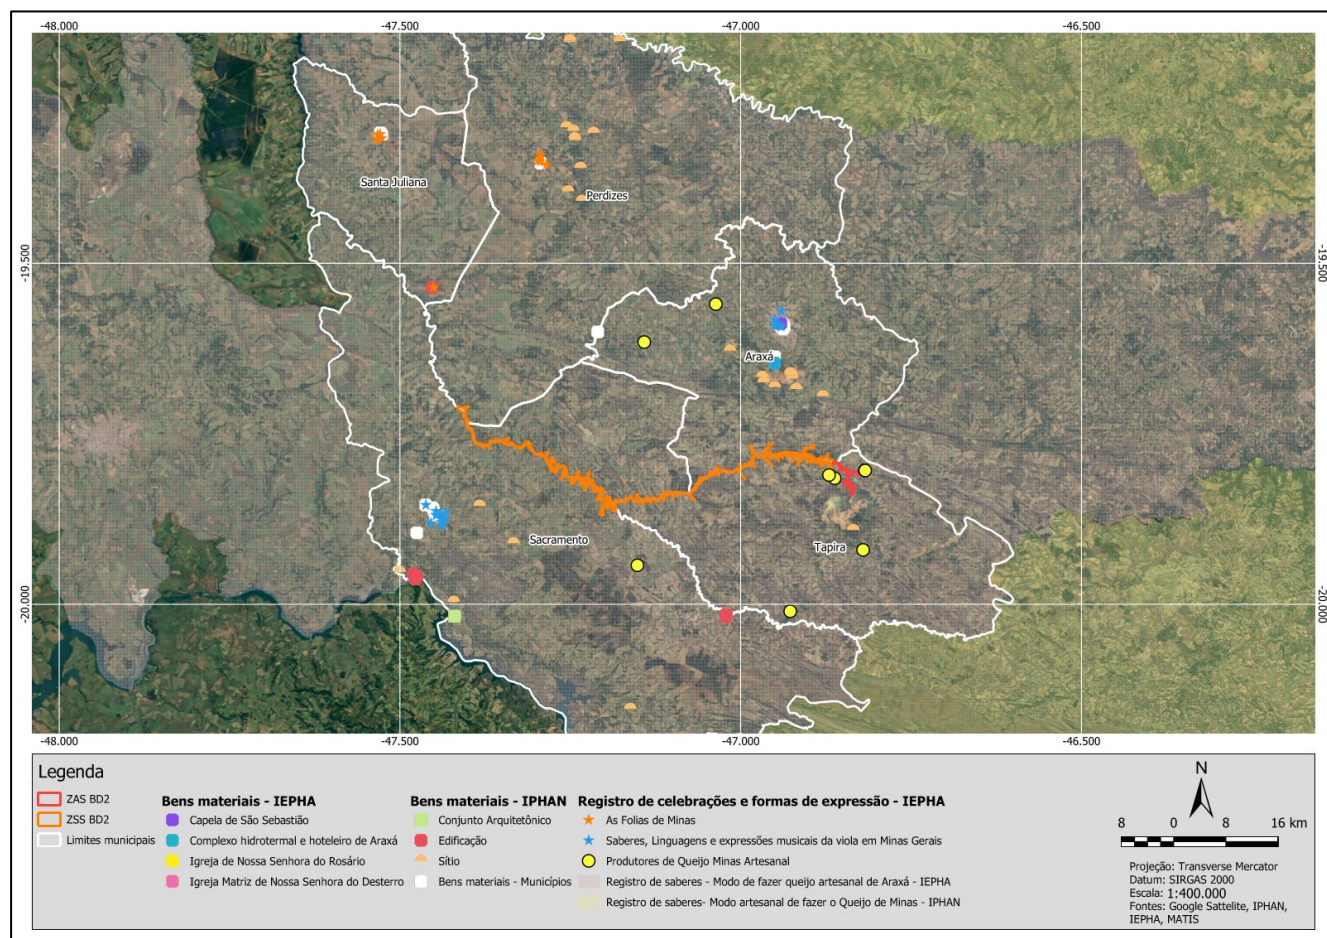 -48.000 -47.500 -47.000 -46.500
Santa Juliana
Perdizes
-19.500 -19.500
Araxá
Sacramento
Tapira
-20.000 -20.000
-48.000 -47.500 -47.000 -46.500
Legenda
ZAS BD2
ZSS BD2
Limites municipais
Bens materiais - IEPHA
Capela de São Sebastião
Complexo hidrotermal e hoteleiro de Araxá
Igreja de Nossa Senhora do Rosário
Igreja Matriz de Nossa Senhora do Desterro
Bens materiais - IPHAN
Conjunto Arquitetônico
Edificação
Sítio
Bens materiais - Municípios
Registro de celebrações e formas de expressão - IEPHA
As Folias de Minas
Saberes, Linguagens e expressões musicais da viola em Minas Gerais
Produtores de Queijo Minas Artesanal
Registro de saberes - Modo de fazer queijo artesanal de Araxá - IEPHA
Registro de saberes- Modo artesanal de fazer o Queijo de Minas - IPHAN
N
8 0 8 16 km
Projeção: Transverse Mercator
Datum: SIRGAS 2000
Escala: 1:400.000
Fontes: Google Sattelite, IPHAN,
IEPHA, MATIS